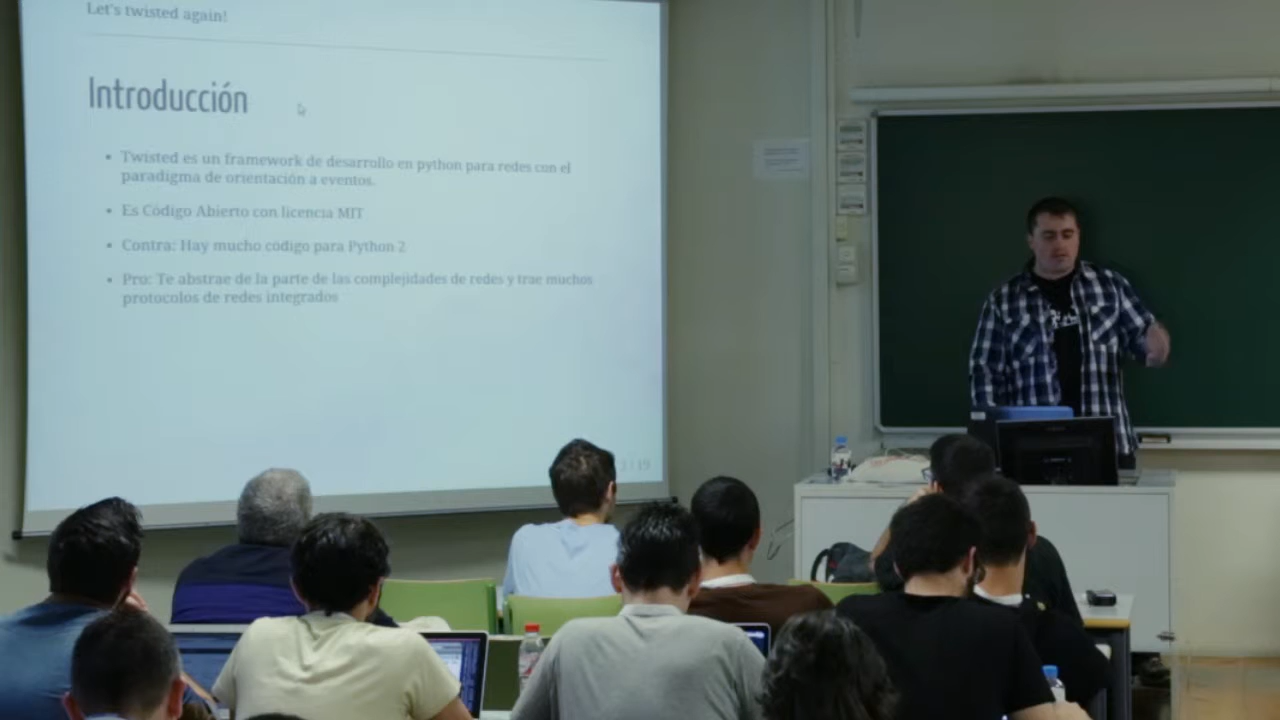 Let's twisted again!
Introducción
• Twisted es un framework de desarrollo en python para redes con el
paradigma de orientación a eventos.
• Es Código Abierto con licencia MIT
• Contra: Hay mucho código para Python 2
• Pro: Te abstrae de la parte de las complejidades de redes y trae muchos
protocolos de redes integrados